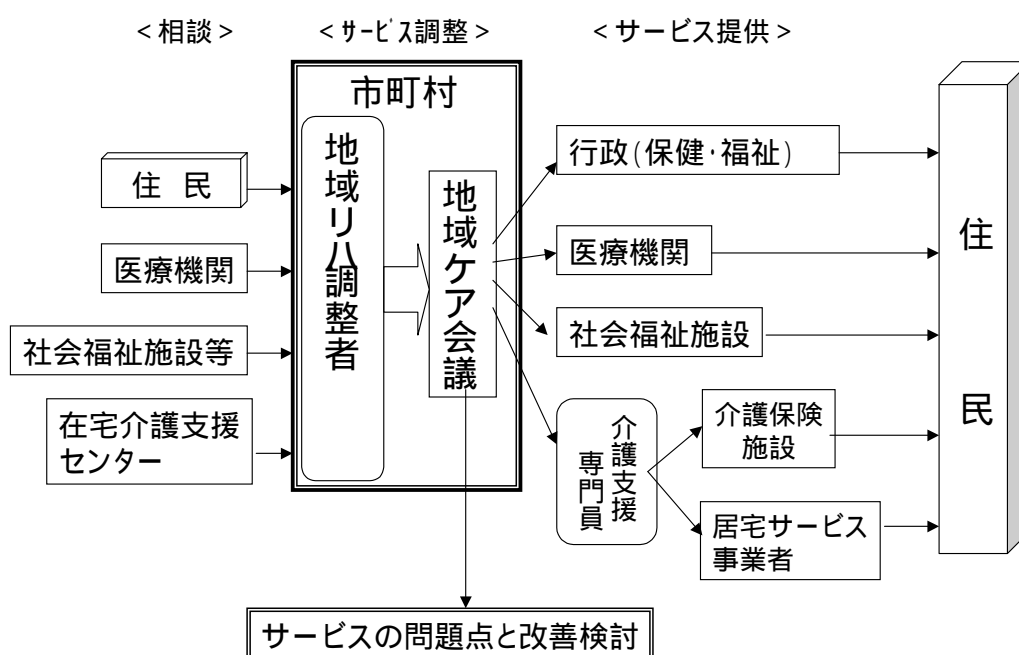 ＜相談＞
＜ｻｰﾋﾞｽ調整＞
＜サービス提供＞
市町村
地域リハ調整者
地域ケア会議
住 民
医療機関
社会福祉施設等
在宅介護支援
センター
行政(保健･福祉)
医療機関
社会福祉施設
介護支援
専門員
介護保険
施設
居宅サービス
事業者
住民
サービスの問題点と改善検討